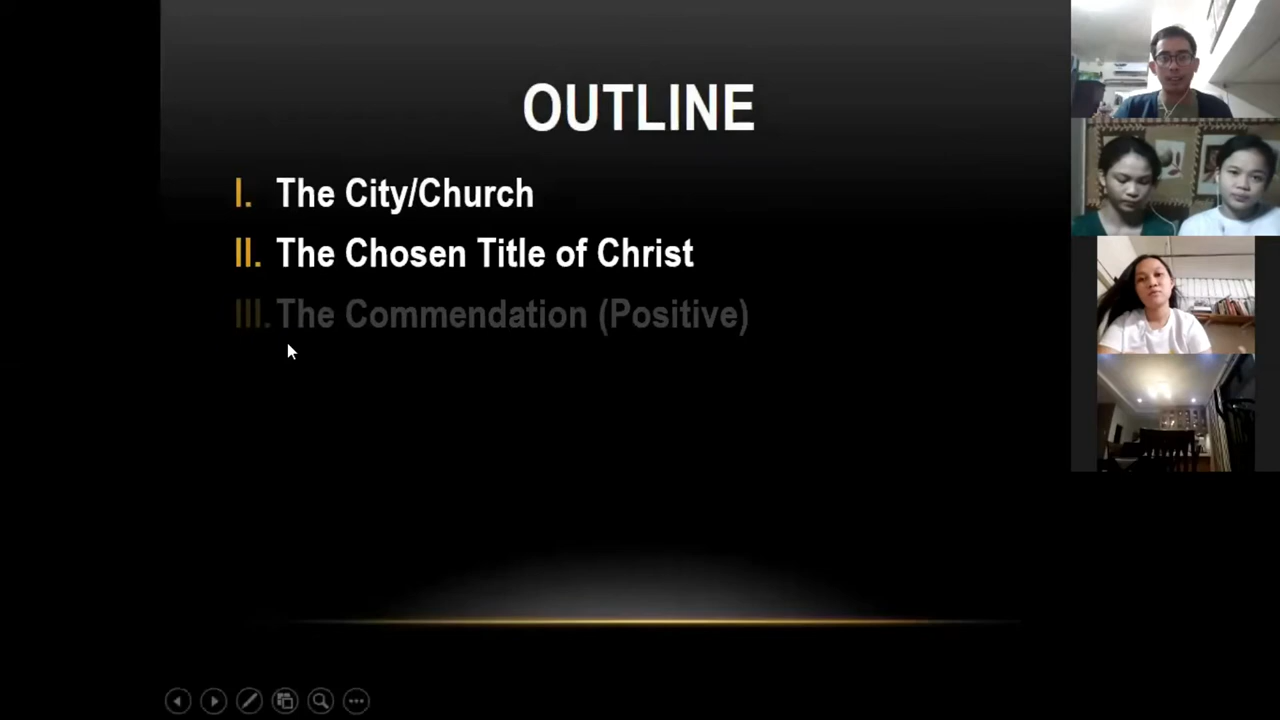 OUTLINE
I. The City/Church
II. The Chosen Title of Christ
III. The Commendation (Positive)